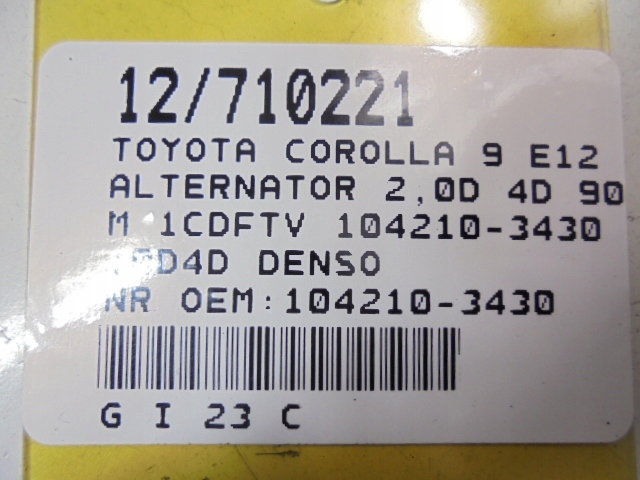 12/710221
TOYOTA COROLLA 9 E12
ALTERNATOR 2,0D 4D 90
M 1CDFTV 104210-3430
D4D DENSO
NR OEM:104210-3430
G I 23 C